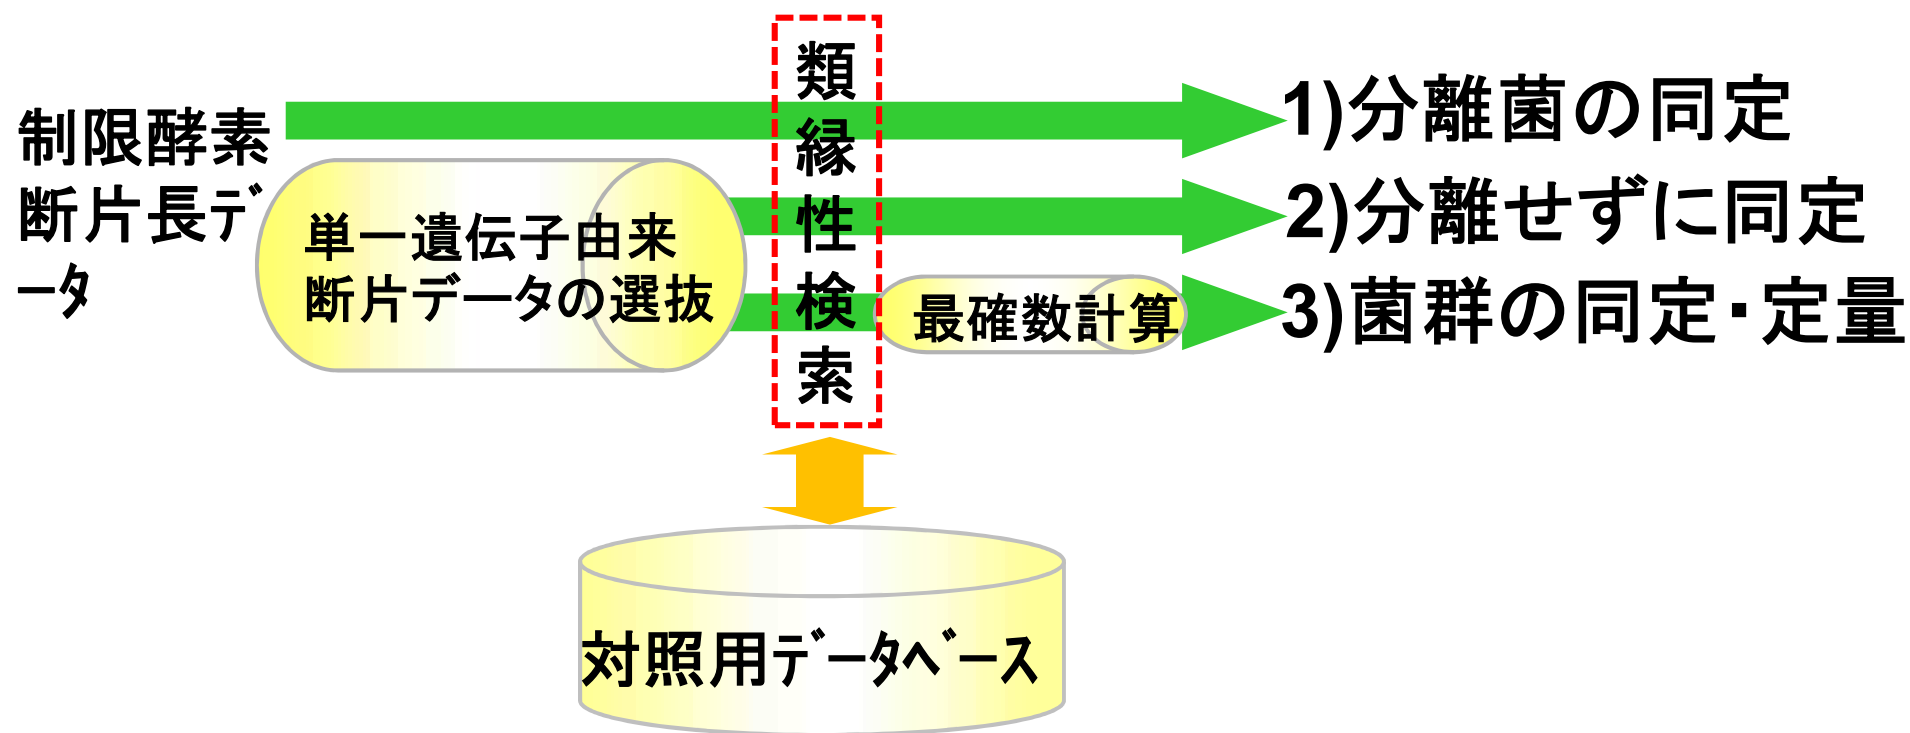 制限酵素
断片長デ
ータ
単一遺伝子由来
断片データの選抜
類縁性検索
最確数計算
1)分離菌の同定
2)分離せずに同定
3)菌群の同定・定量
対照用データベース